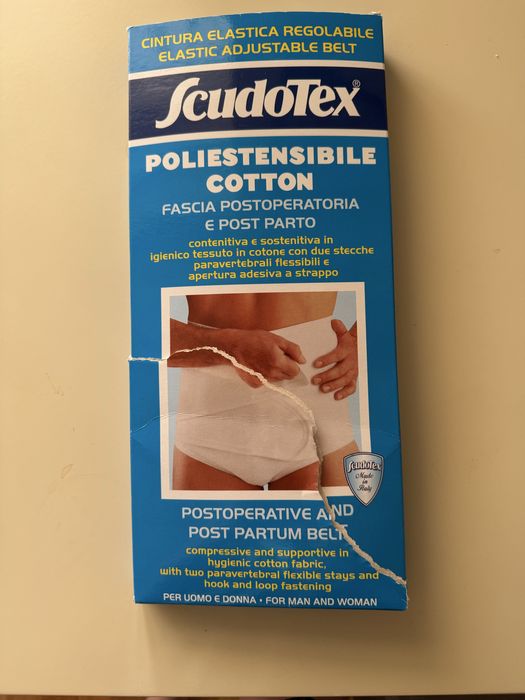 CINTURA ELASTICA REGOLABILE
ELASTIC ADJUSTABLE BELT
SCUDOTEX®
POLIESTENSIBILE
COTTON
FASCIA POSTOPERATORIA
E POST PARTO
contenitiva e sostenitiva in
igienico tessuto in cotone con due stecche
paravertebrali flessibili e
apertura adesiva a strappo
SCUDOTEX
Made
in
Italy
POSTOPERATIVE AND
POST PARTUM BELT
compressive and supportive in
hygienic cotton fabric,
with two paravertebral flexible stays and
hook and loop fastening
PER UOMO E DONNA • FOR MAN AND WOMAN